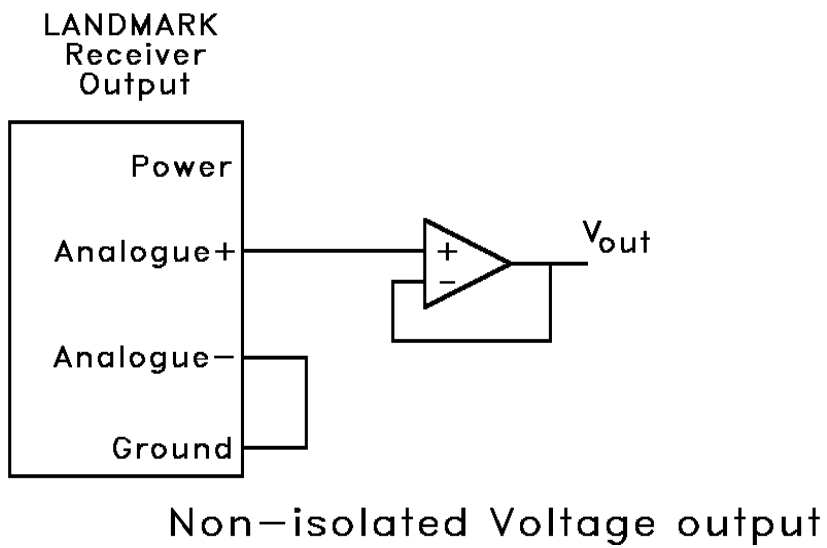 LANDMARK
Receiver
Output
Power
Analogue+
+
Vout
−
Analogue−
Ground
Non−isolated Voltage output